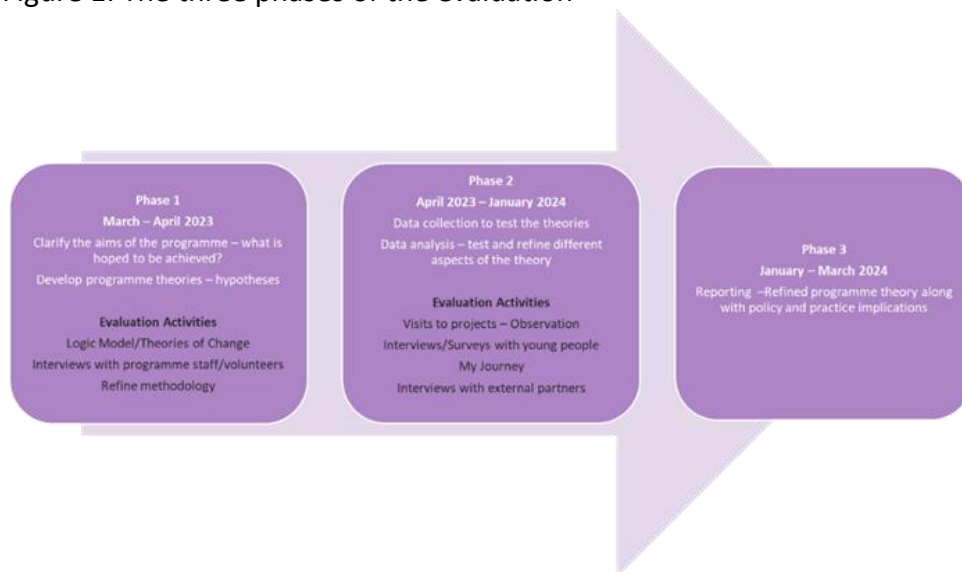 Figure 1: The three phases of the evaluation
Phase 1
March – April 2023
Clarify the aims of the programme – what is
hoped to be achieved?
Develop programme theories – hypotheses
Evaluation Activities
Logic Model/Theories of Change
Interviews with programme staff/volunteers
Refine methodology
Phase 2
April 2023 – January 2024
Data collection to test the theories
Data analysis – test and refine different
aspects of the theory
Evaluation Activities
Visits to projects – Observation
Interviews/Surveys with young people
My Journey
Interviews with external partners
Phase 3
January – March 2024
Reporting –Refined programme theory along
with policy and practice implications